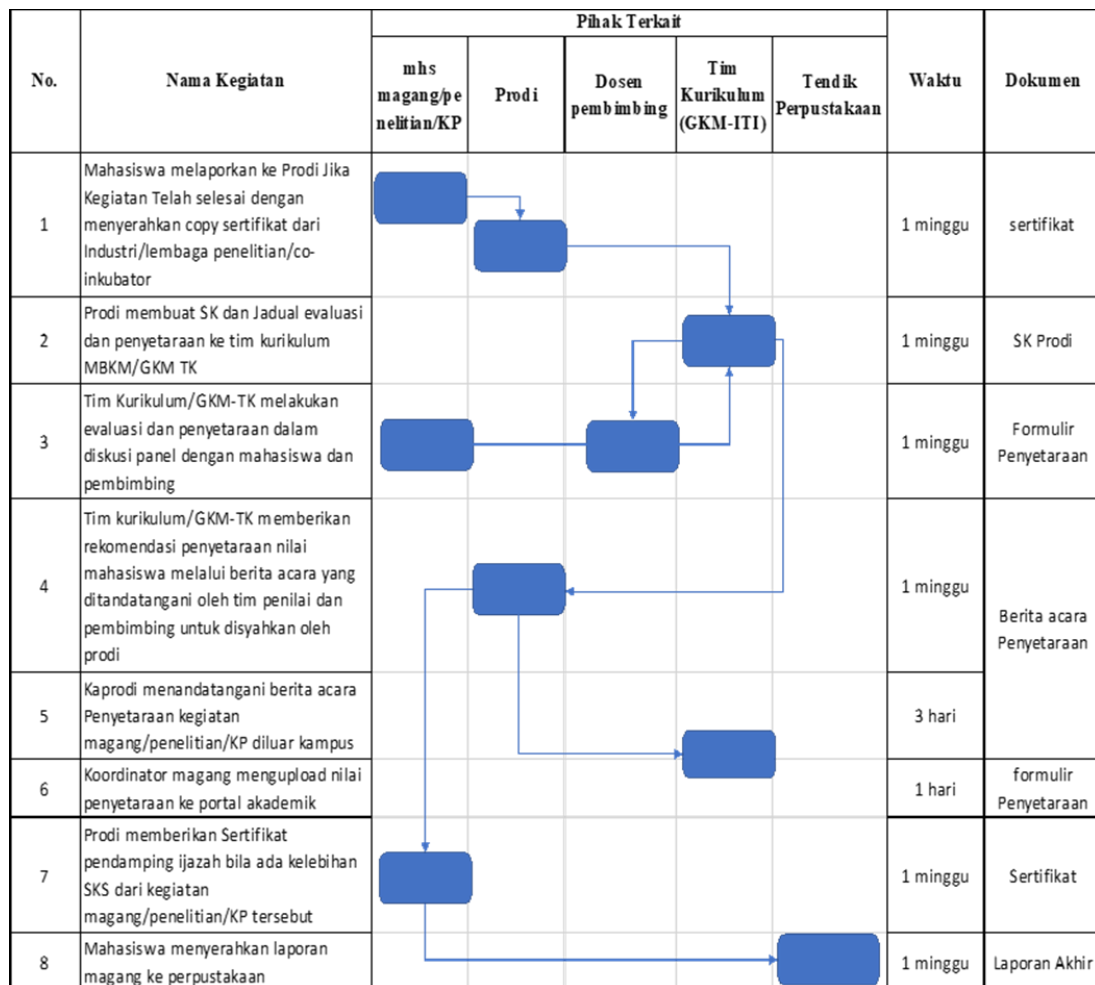 Pihak Terkait
No.
Nama Kegiatan
mhs
magang/pe
nelitian/KP
Prodi
Dosen
pembimbing
Tim
Kurikulum
(GKM-ITI)
Tendik
Perpustakaan
Waktu
Dokumen
1
Mahasiswa melaporkan ke Prodi Jika
Kegiatan Telah selesai dengan
menyerahkan copy sertifikat dari
Industri/lembaga penelitian/co-
inkubator
1 minggu
sertifikat
2
Prodi membuat SK dan Jadual evaluasi
dan penyetaraan ke tim kurikulum
MBKM/GKM TK
1 minggu
SK Prodi
3
Tim Kurikulum/GKM-TK melakukan
evaluasi dan penyetaraan dalam
diskusi panel dengan mahasiswa dan
pembimbing
1 minggu
Formulir
Penyetaraan
4
Tim kurikulum/GKM-TK memberikan
rekomendasi penyetaraan nilai
mahasiswa melalui berita acara yang
ditandatangani oleh tim penilai dan
pembimbing untuk disyahkan oleh
prodi
1 minggu
Berita acara
Penyetaraan
5
Kaprodi menandatangani berita acara
Penyetaraan kegiatan
magang/penelitian/KP diluar kampus
3 hari
6
Koordinator magang mengupload nilai
penyetaraan ke portal akademik
1 hari
formulir
Penyetaraan
7
Prodi memberikan Sertifikat
pendamping ijazah bila ada kelebihan
SKS dari kegiatan
magang/penelitian/KP tersebut
1 minggu
Sertifikat
8
Mahasiswa menyerahkan laporan
magang ke perpustakaan
1 minggu
Laporan Akhir